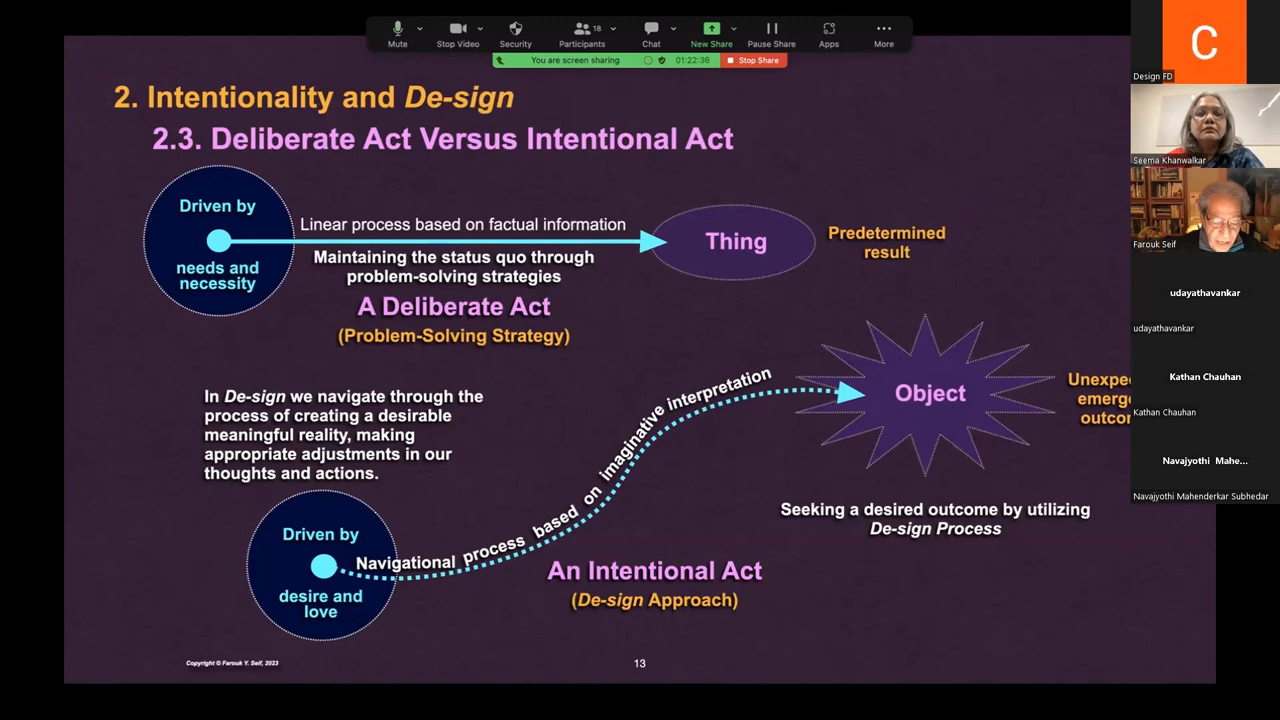 Mute
Stop Video
Security
18
Participants
Chat
New Share
Pause Share
Apps
More
You are screen sharing
01:22:36
Stop Share
C
Design FD
Seema Khanwalkar
Farouk Seif
udayathavankar
udayathavankar
Kathan Chauhan
Kathan Chauhan
Navajyothi Mahe...
Navajyothi Mahenderkar Subhedar
2. Intentionality and De-sign
2.3. Deliberate Act Versus Intentional Act
Driven by
needs and
necessity
Linear process based on factual information
Maintaining the status quo through
problem-solving strategies
A Deliberate Act
(Problem-Solving Strategy)
Thing
Predetermined
result
In De-sign we navigate through the
process of creating a desirable
meaningful reality, making
appropriate adjustments in our
thoughts and actions.
Driven by
desire and
love
Navigational process based on imaginative interpretation
Object
Seeking a desired outcome by utilizing
De-sign Process
An Intentional Act
(De-sign Approach)
Copyright © Farouk Y. Seif, 2023
13